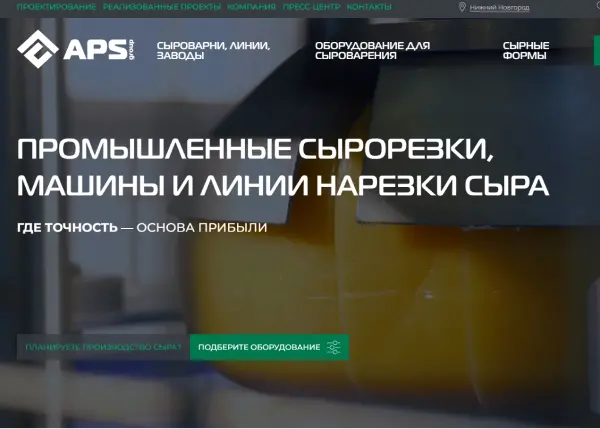 ПРОЕКТИРОВАНИЕ РЕАЛИЗОВАННЫЕ ПРОЕКТЫ КОМПАНИЯ ПРЕСС ЦЕНТР КОНТАКТЫ Нижний Новгород
APS group
СЫРОВАРНИ, ЛИНИИ, ЗАВОДЫ
ОБОРУДОВАНИЕ ДЛЯ СЫРОВАРЕНИЯ
СЫРНЫЕ ФОРМЫ
ПРОМЫШЛЕННЫЕ СЫРОРЕЗКИ,
МАШИНЫ И ЛИНИИ НАРЕЗКИ СЫРА
ГДЕ ТОЧНОСТЬ — ОСНОВА ПРИБЫЛИ
ПЛАНИРУЕТЕ ПРОИЗВОДСТВО СЫРА? ПОДБЕРИТЕ ОБОРУДОВАНИЕ